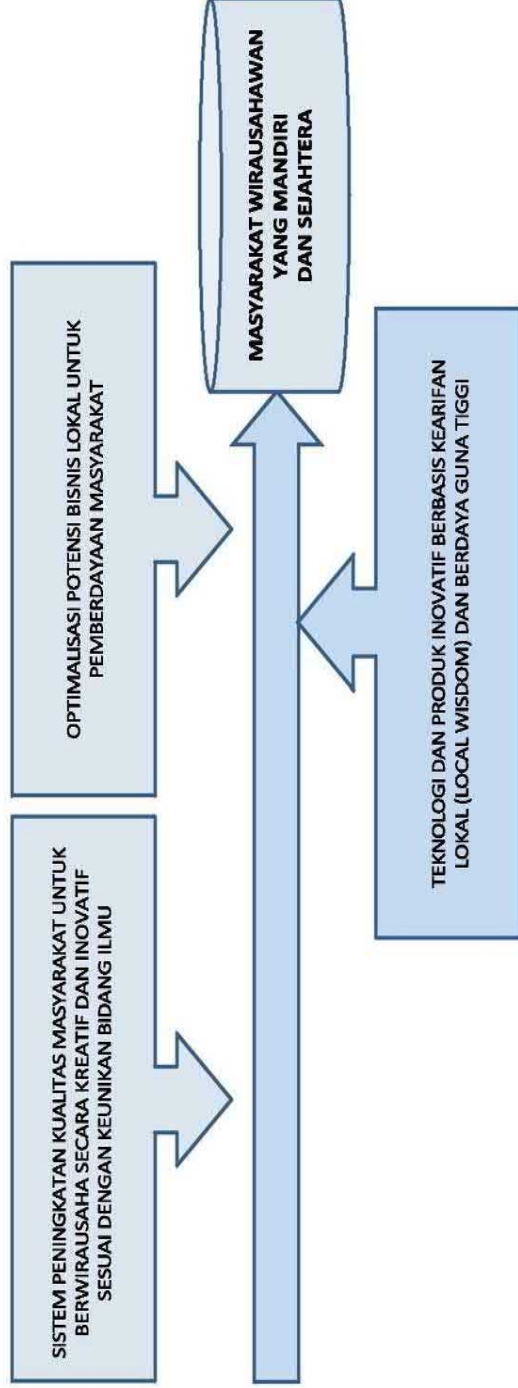 SISTEM PENINGKATAN KUALITAS MASYARAKAT UNTUK
BERWIRAUSAHA SECARA KREATIF DAN INOVATIF
SESUAI DENGAN KEUNIKAN BIDANG ILMU
OPTIMALISASI POTENSI BISNIS LOKAL UNTUK
PEMBERDAYAAN MASYARAKAT
MASYARAKAT WIRAUSAHAWAN
YANG MANDIRI
DAN SEJAHTERA
TEKNOLOGI DAN PRODUK INOVATIF BERBASIS KEARIFAN
LOKAL (LOCAL WISDOM) DAN BERDAYA GUNA TIGGI